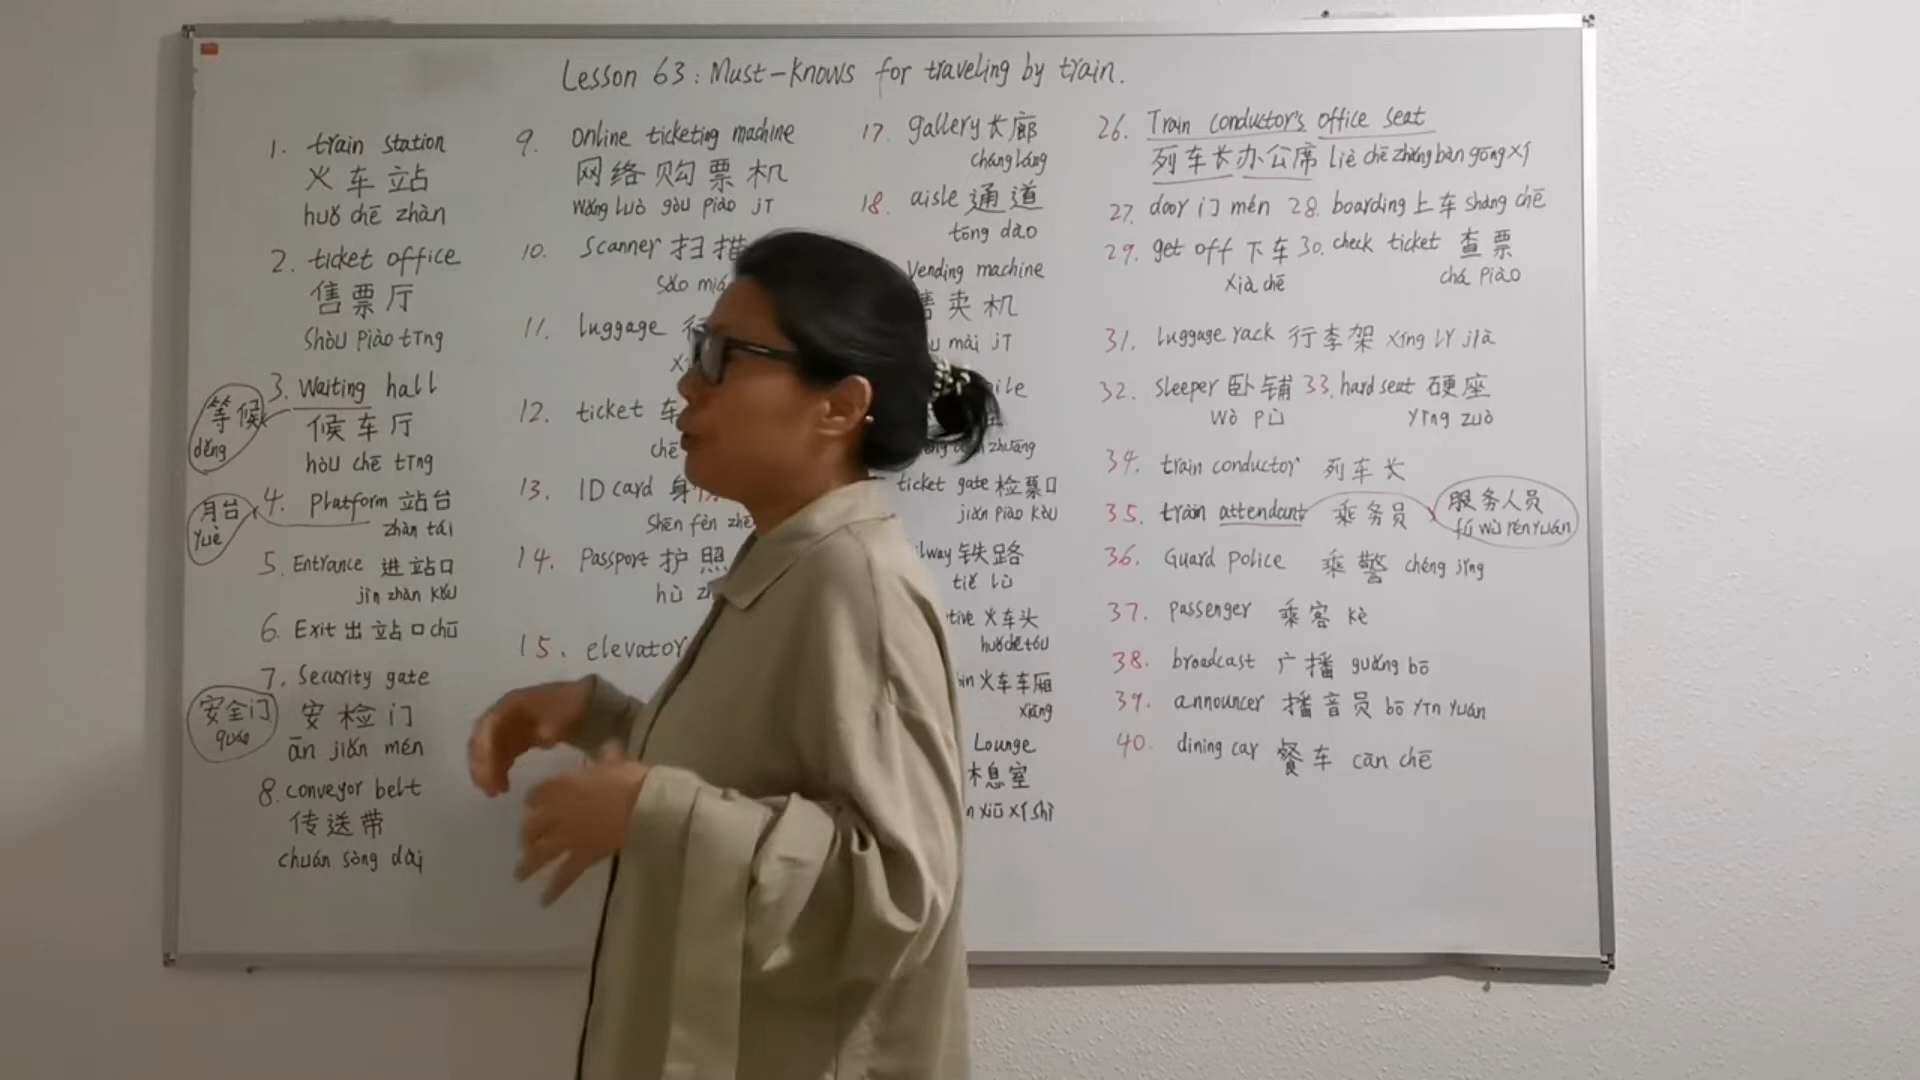 Lesson 63: Must-Knows for traveling by train.
1. train station
火车站
huǒ chē zhàn
2. ticket office
售票厅
shòu piào tīng
3. Waiting hall
等候
děng
候车厅
hòu chē tīng
4. Platform 站台
zhàn tái
月台
yuè
5. Entrance 进站口
jìn zhàn kǒu
6. Exit 出站口 chū
7. Security gate
安全门
安检门
ān jiǎn mén
8. conveyor belt
传送带
chuán sòng dài
9. Online ticketing machine
网络购票机
wǎng luò gòu piào jī
10. Scanner 扫描
sǎo
11. luggage
12. ticket 车
chē
13. ID card 身
shēn fèn
14. Passport 护照
hù
15. elevator
17. gallery 长廊
cháng láng
18. aisle 通道
tōng dào
Vending machine
卖机
mài jī
zhuāng
ticket gate 检票口
jiǎn piào kǒu
铁路
tiě lù
火车头
huǒ chē tóu
火车车厢
xiāng
Lounge
息室
xiū xī shì
26. Train conductor's office seat
列车长办公席 liè chē zhǎng bàn gōng xí
27. door 门 mén 28. boarding 上车 shàng chē
29. get off 下车 30. check ticket 查票
xià chē chá piào
31. luggage rack 行李架 xíng lǐ jià
32. Sleeper 卧铺 33. hard seat 硬座
wò pù yìng zuò
34. train conductor 列车长
35. train attendant 乘务员 服务人员
fú wù rén yuán
36. Guard Police 乘警 chéng jǐng
37. passenger 乘客 kè
38. broadcast 广播 guǎng bō
39. announcer 播音员 bō yīn yuán
40. dining car 餐车 cān chē